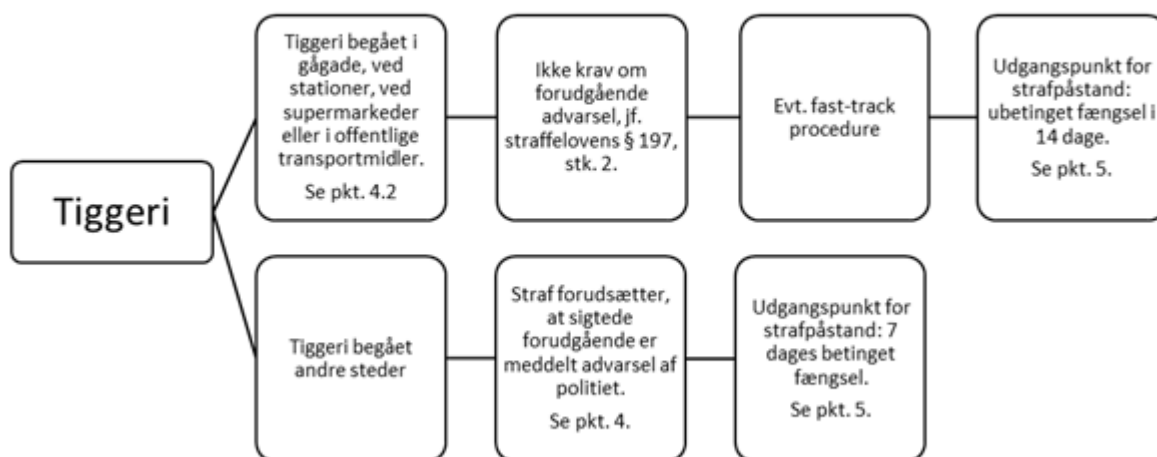 Tiggeri
Tiggeri begået i
gågade, ved
stationer, ved
supermarkeder
eller i offentlige
transportmidler.
Se pkt. 4.2
Ikke krav om
forudgående
advarsel, jf.
straffelovens § 197,
stk. 2.
Evt. fast-track
procedure
Udgangspunkt for
strafpåstand:
ubetinget fængsel i
14 dage.
Se pkt. 5.
Tiggeri begået
andre steder
Straf forudsætter,
at sigtede
forudgående er
meddelt advarsel af
politiet.
Se pkt. 4.
Udgangspunkt for
strafpåstand: 7
dages betinget
fængsel.
Se pkt. 5.